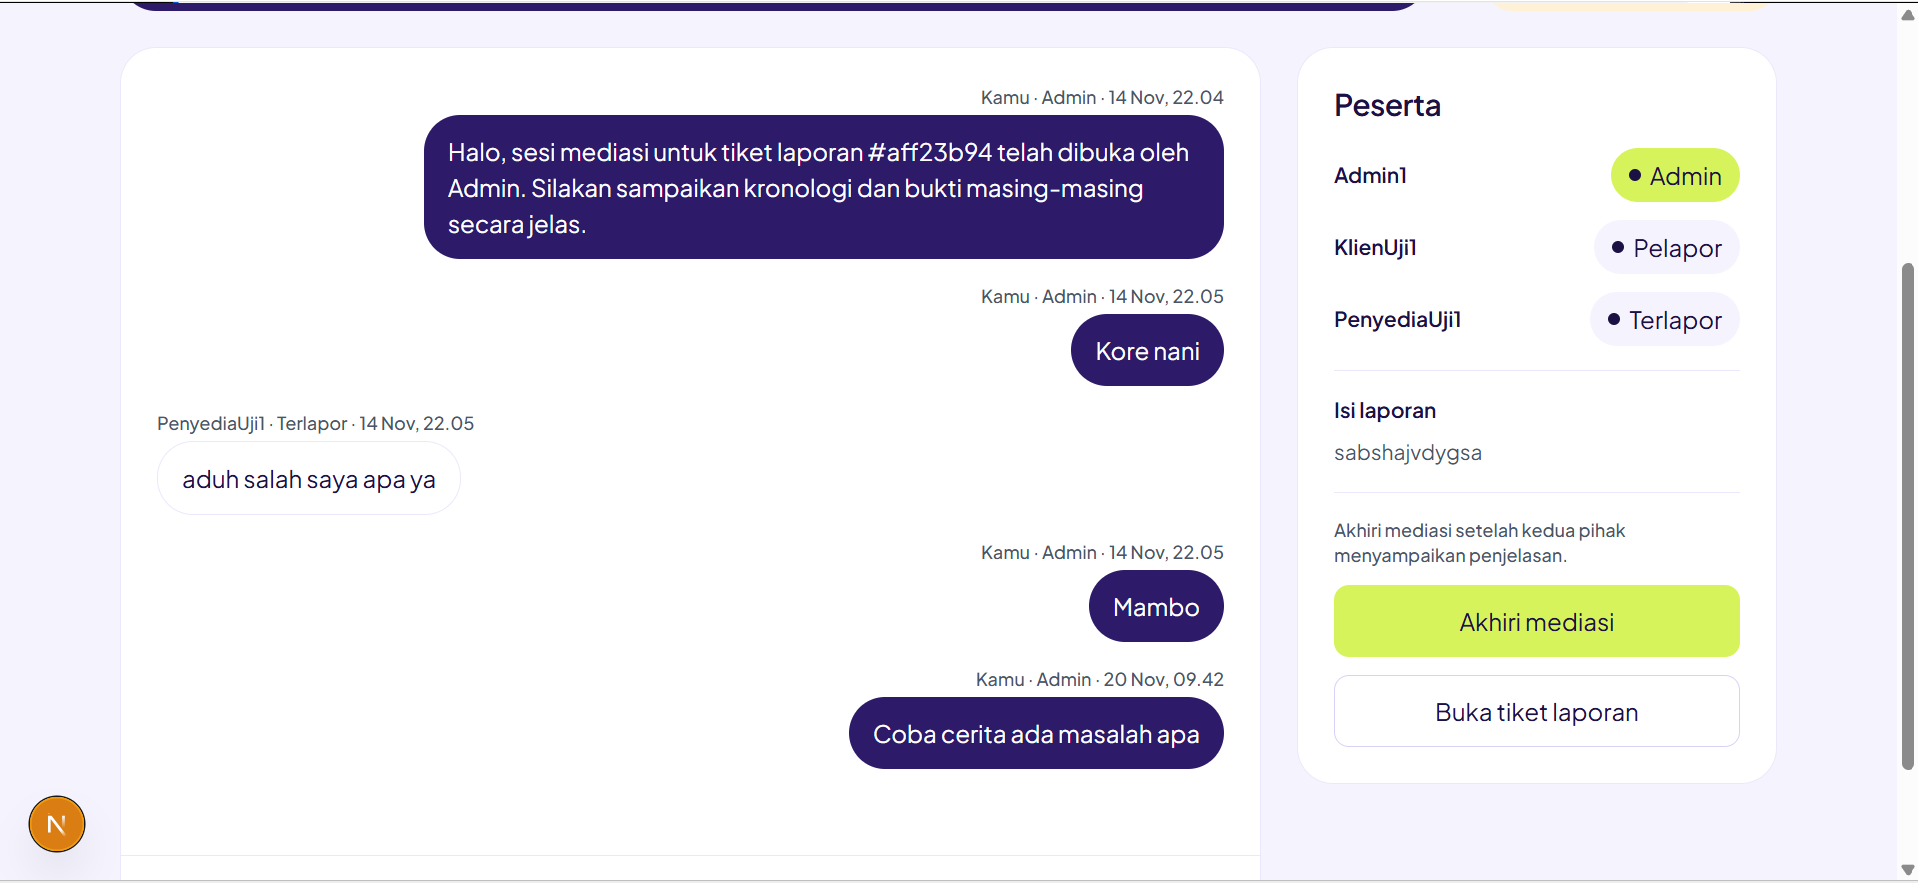 Kamu · Admin · 14 Nov, 22.04
Halo, sesi mediasi untuk tiket laporan #aff23b94 telah dibuka oleh
Admin. Silakan sampaikan kronologi dan bukti masing-masing
secara jelas.
Kamu · Admin · 14 Nov, 22.05
Kore nani
PenyediaUji1 · Terlapor · 14 Nov, 22.05
aduh salah saya apa ya
Kamu · Admin · 14 Nov, 22.05
Mambo
Kamu · Admin · 20 Nov, 09.42
Coba cerita ada masalah apa
N
Peserta
Admin1
Admin
KlienUji1
Pelapor
PenyediaUji1
Terlapor
Isi laporan
sabshajvdygsa
Akhiri mediasi setelah kedua pihak
menyampaikan penjelasan.
Akhiri mediasi
Buka tiket laporan